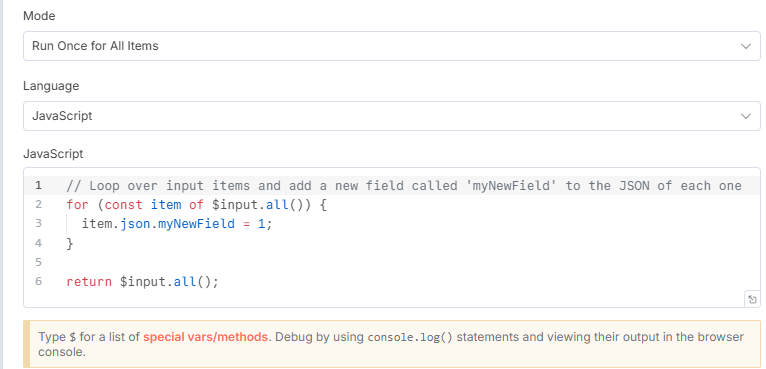 Mode
Run Once for All Items
Language
JavaScript
JavaScript
1 // Loop over input items and add a new field called 'myNewField' to the JSON of each one
2 for (const item of $input.all()) {
3   item.json.myNewField = 1;
4 }
5
6 return $input.all();
Type $ for a list of special vars/methods. Debug by using console.log() statements and viewing their output in the browser
console.